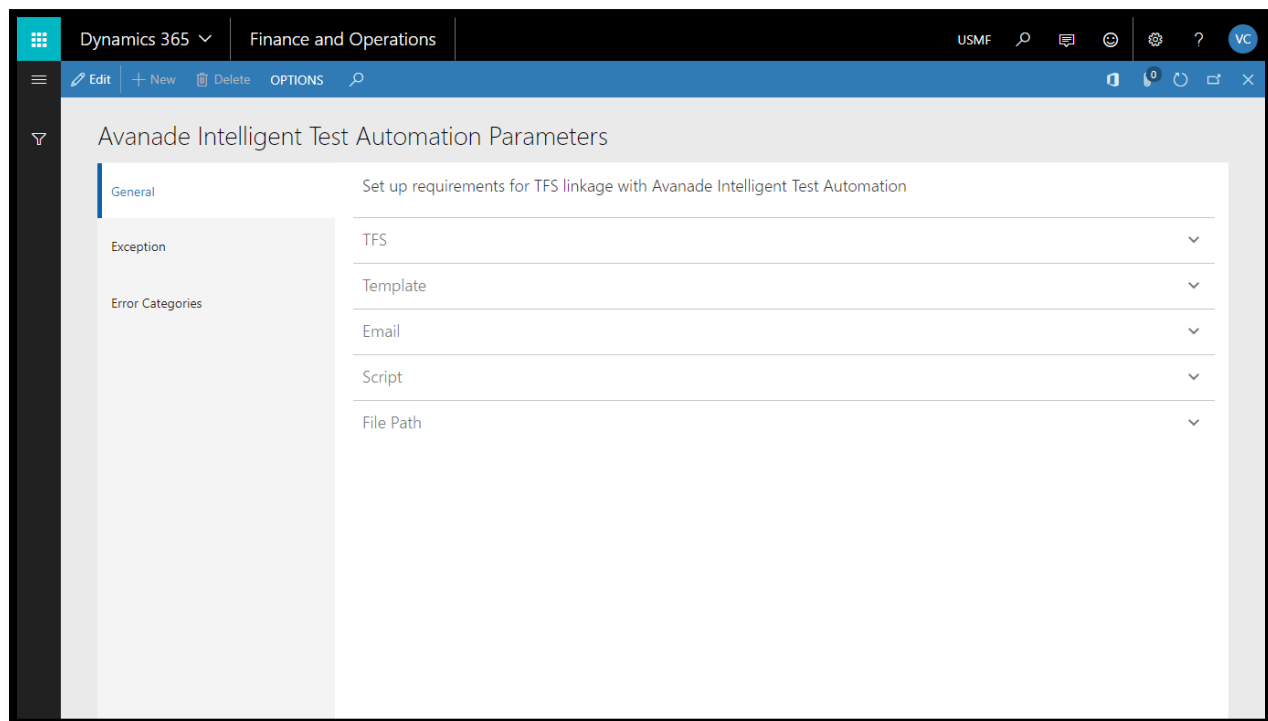 Dynamics 365 Finance and Operations USMF ? VC
Edit New Delete OPTIONS 0
Avanade Intelligent Test Automation Parameters
General
Exception
Error Categories
Set up requirements for TFS linkage with Avanade Intelligent Test Automation
TFS
Template
Email
Script
File Path